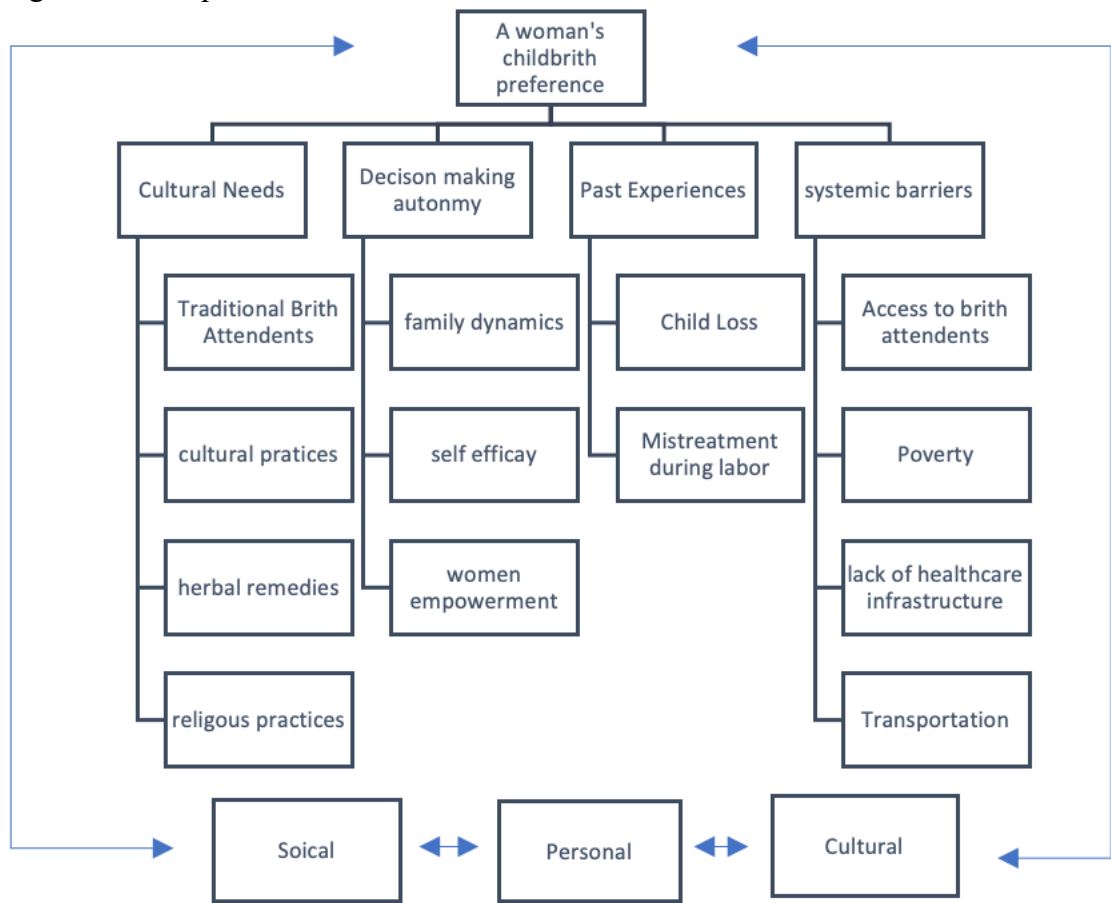 A woman's
childbrith
preference
Cultural Needs
Decison making
autonmy
Past Experiences
systemic barriers
Traditional Brith
Attendents
family dynamics
Child Loss
Access to brith
attendents
cultural pratices
self efficay
Mistreatment
during labor
Poverty
herbal remedies
women
empowerment
lack of healthcare
infrastructure
religous practices
Transportation
Soical
Personal
Cultural